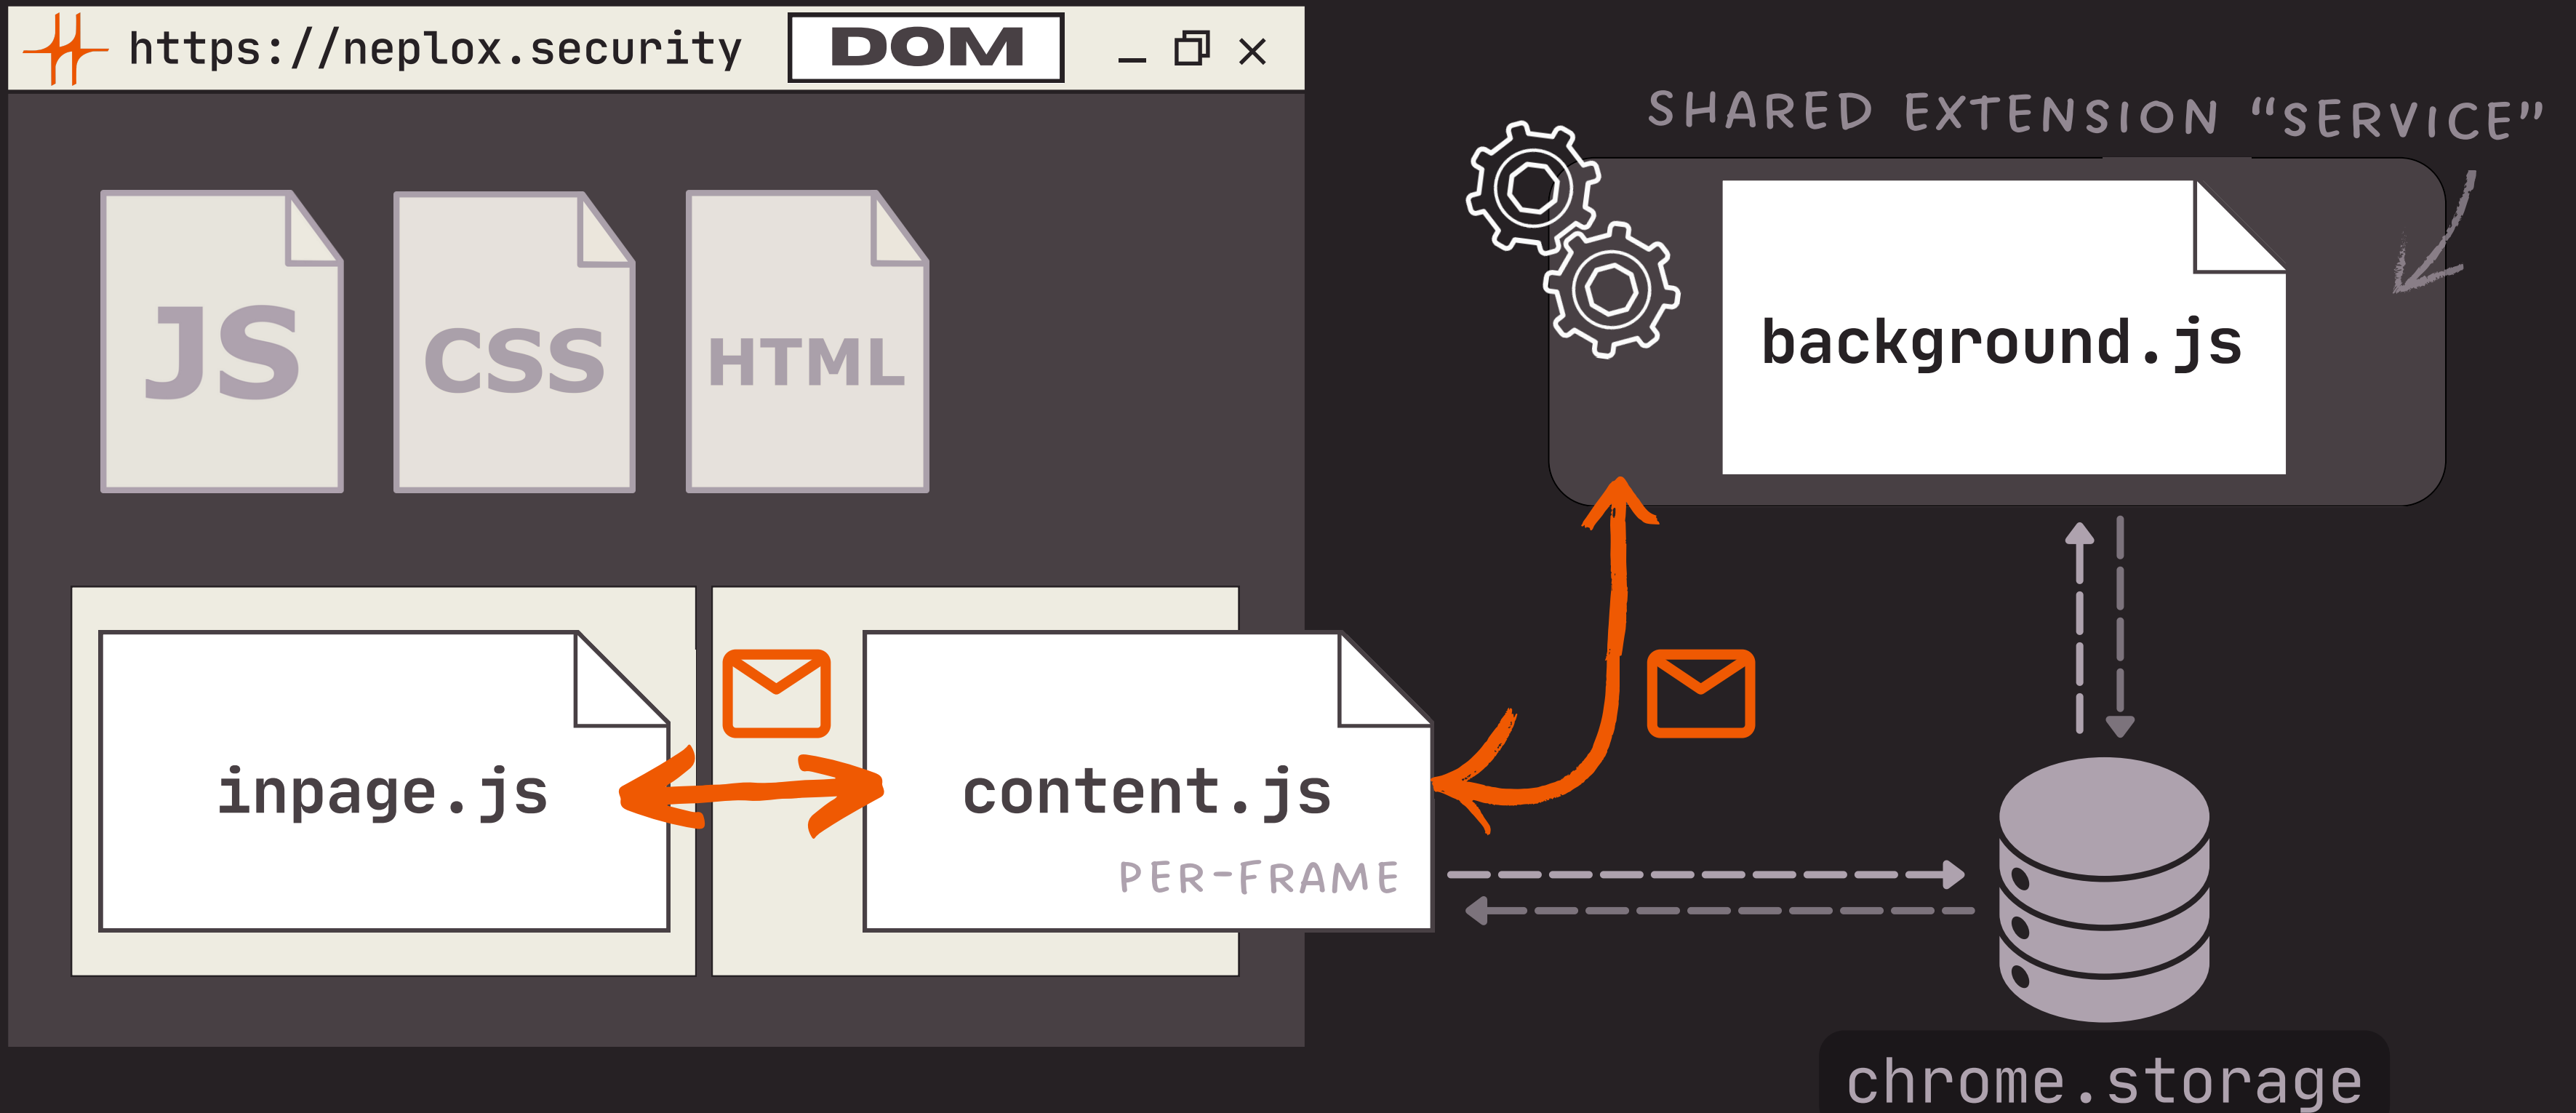 https://neplox.security
DOM
SHARED EXTENSION “SERVICE”
JS
CSS
HTML
background.js
inpage.js
content.js
PER-FRAME
chrome.storage